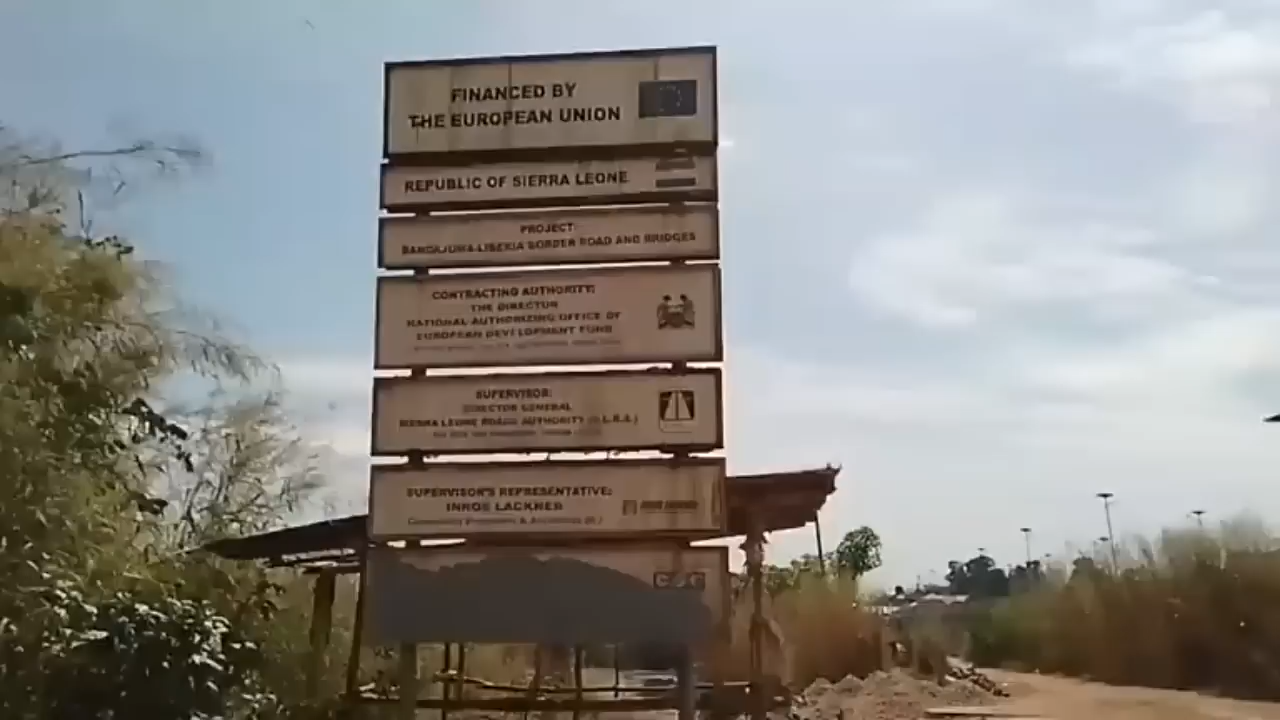 FINANCED BY
THE EUROPEAN UNION
REPUBLIC OF SIERRA LEONE
PROJECT:
BANDAJUMA-LIBERIA BORDER ROAD AND BRIDGES
CONTRACTING AUTHORITY:
THE DIRECTOR
NATIONAL AUTHORIZING OFFICE OF
EUROPEAN DEVELOPMENT FUND
SUPERVISOR:
DIRECTOR GENERAL
SIERRA LEONE ROADS AUTHORITY (S.L.R.A.)
SUPERVISOR'S REPRESENTATIVE:
INROS LACKNER